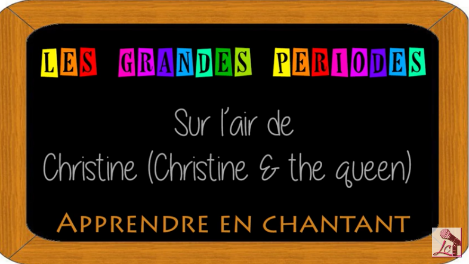 LES GRANDES PERIODES
Sur l'air de
Christine (Christine & the queen)
APPRENDRE EN CHANTANT